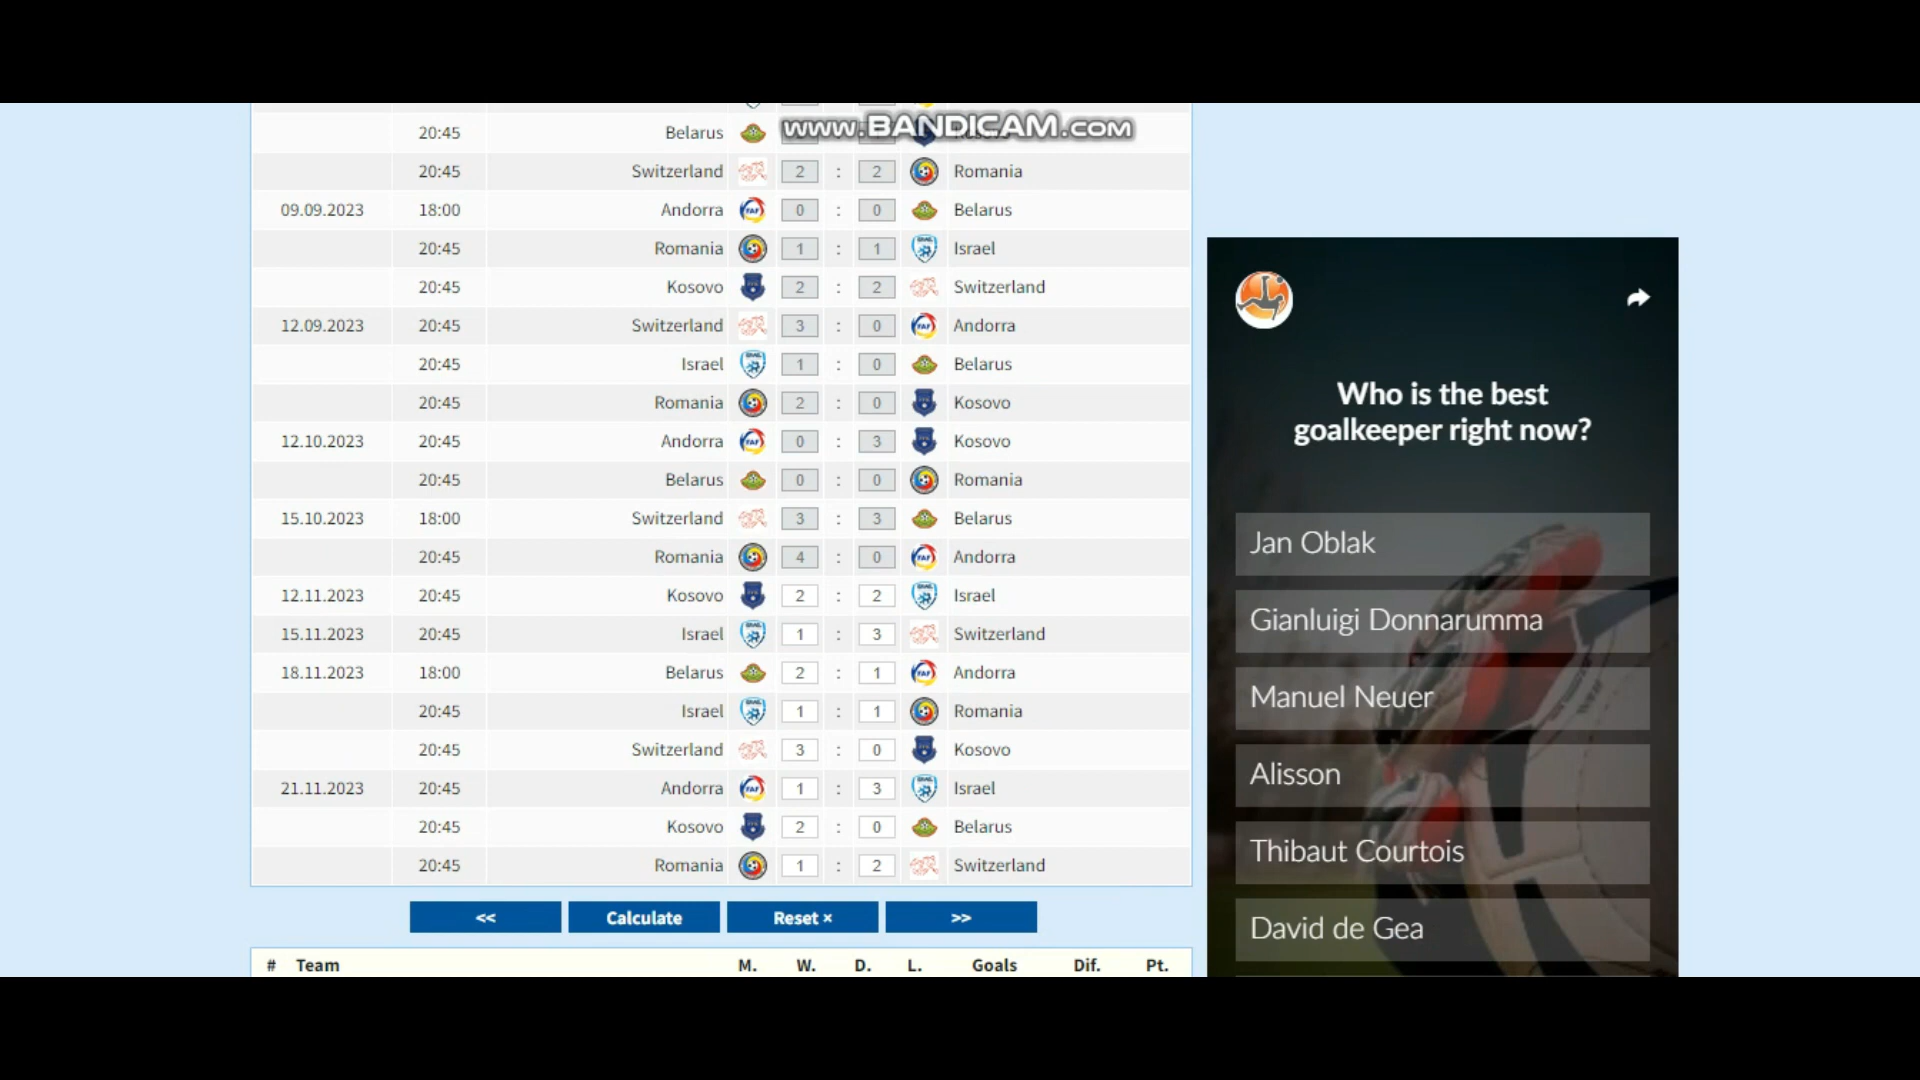 www.BANDICAM.com
20:45 Belarus
20:45 Switzerland 2 : 2 Romania
09.09.2023 18:00 Andorra 0 : 0 Belarus
20:45 Romania 1 : 1 Israel
20:45 Kosovo 2 : 2 Switzerland
12.09.2023 20:45 Switzerland 3 : 0 Andorra
20:45 Israel 1 : 0 Belarus
20:45 Romania 2 : 0 Kosovo
12.10.2023 20:45 Andorra 0 : 3 Kosovo
20:45 Belarus 0 : 0 Romania
15.10.2023 18:00 Switzerland 3 : 3 Belarus
20:45 Romania 4 : 0 Andorra
12.11.2023 20:45 Kosovo 2 : 2 Israel
15.11.2023 20:45 Israel 1 : 3 Switzerland
18.11.2023 18:00 Belarus 2 : 1 Andorra
20:45 Israel 1 : 1 Romania
20:45 Switzerland 3 : 0 Kosovo
21.11.2023 20:45 Andorra 1 : 3 Israel
20:45 Kosovo 2 : 0 Belarus
20:45 Romania 1 : 2 Switzerland
<< Calculate Reset × >>
# Team M. W. D. L. Goals Dif. Pt.
Who is the best
goalkeeper right now?
Jan Oblak
Gianluigi Donnarumma
Manuel Neuer
Alisson
Thibaut Courtois
David de Gea